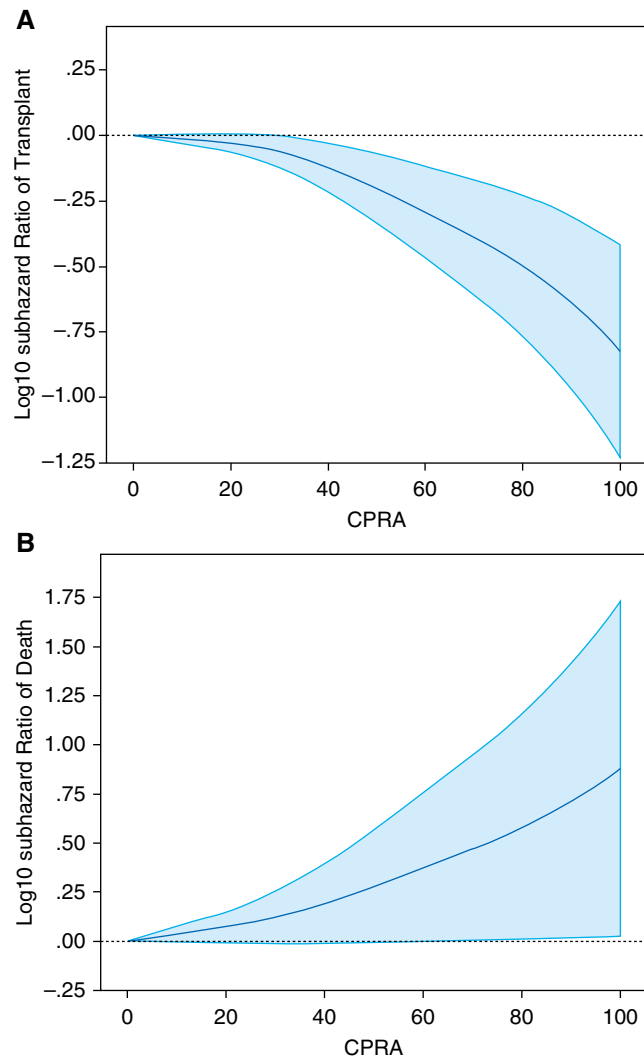 A
Log10 subhazard Ratio of Transplant
.25
.00
–.25
–.50
–.75
–1.00
–1.25
0 20 40 60 80 100
CPRA
B
Log10 subhazard Ratio of Death
1.75
1.50
1.25
1.00
.75
.50
.25
.00
–.25
0 20 40 60 80 100
CPRA